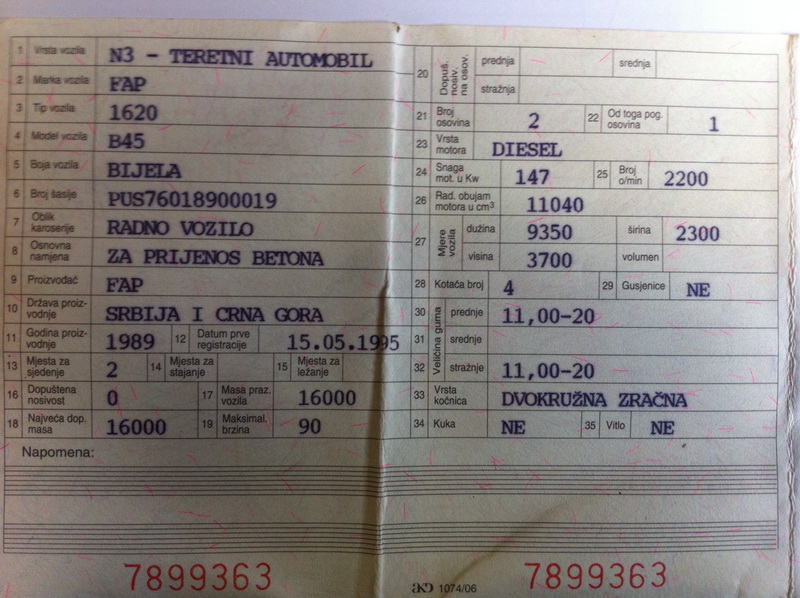 1 Vrsta vozila N3 - TERETNI AUTOMOBIL
2 Marka vozila FAP
3 Tip vozila 1620
4 Model vozila B45
5 Boja vozila BIJELA
6 Broj šasije PUS76018900019
7 Oblik karoserije RADNO VOZILO
8 Osnovna namjena ZA PRIJENOS BETONA
9 Proizvođač FAP
10 Država proizvodnje SRBIJA I CRNA GORA
11 Godina proizvodnje 1989 12 Datum prve registracije 15.05.1995
13 Mjesta za sjedenje 2 14 Mjesta za stajanje 15 Mjesta za ležanje
16 Dopuštena nosivost 0 17 Masa praz. vozila 16000
18 Najveća dop. masa 16000 19 Maksimal. brzina 90
Napomena:
7899363
20 Dopuš. nosiv. na osov. prednja srednja
stražnja
21 Broj osovina 2 22 Od toga pog. osovina 1
23 Vrsta motora DIESEL
24 Snaga mot. u Kw 147 25 Broj o/min 2200
26 Rad. obujam motora u cm³ 11040
27 Mjere vozila dužina 9350 širina 2300
visina 3700 volumen
28 Kotača broj 4 29 Gusjenice NE
Veličina guma
30 prednje 11,00-20
31 srednje
32 stražnje 11,00-20
33 Vrsta kočnica DVOKRUŽNA ZRAČNA
34 Kuka NE 35 Vitlo NE
AKD 1074/06 7899363